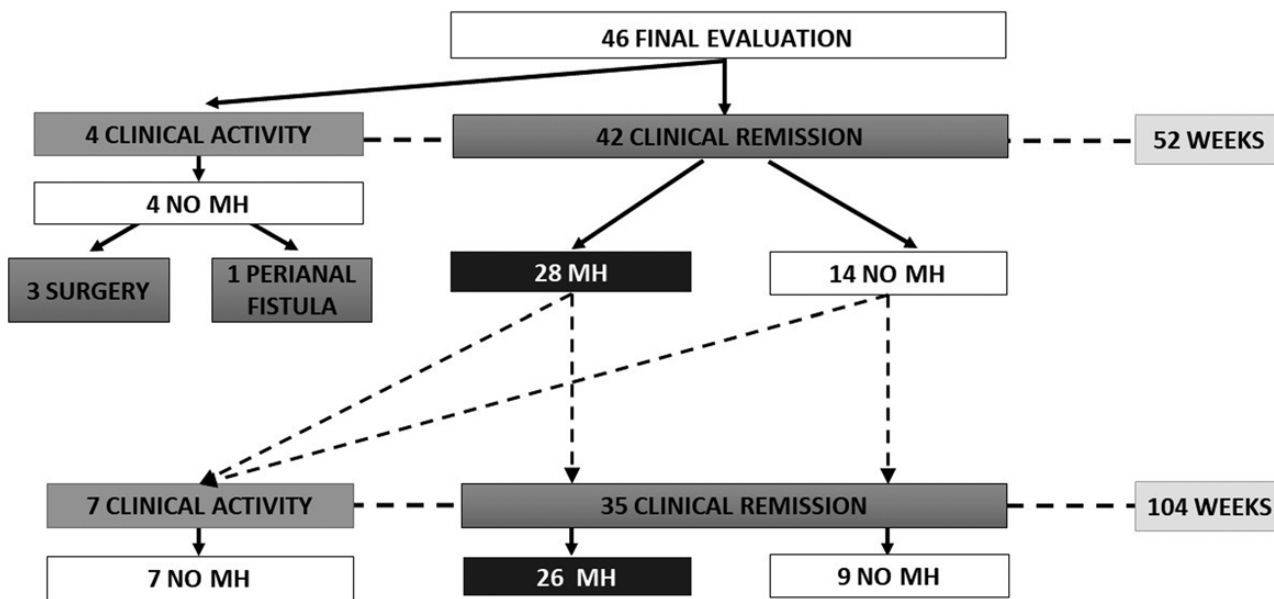 46 FINAL EVALUATION
4 CLINICAL ACTIVITY
42 CLINICAL REMISSION
52 WEEKS
4 NO MH
3 SURGERY
1 PERIANAL
FISTULA
28 MH
14 NO MH
7 CLINICAL ACTIVITY
35 CLINICAL REMISSION
104 WEEKS
7 NO MH
26 MH
9 NO MH